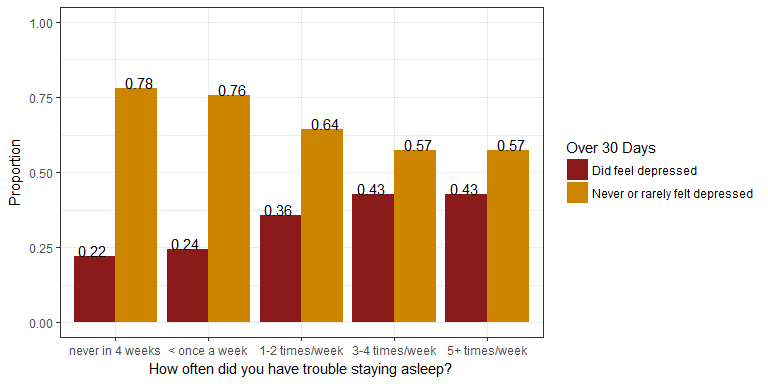 1.00
0.75
0.50
0.25
0.00
Proportion
0.22 0.78 0.24 0.76 0.36 0.64 0.43 0.57 0.43 0.57
never in 4 weeks < once a week 1-2 times/week 3-4 times/week 5+ times/week
How often did you have trouble staying asleep?
Over 30 Days
Did feel depressed
Never or rarely felt depressed